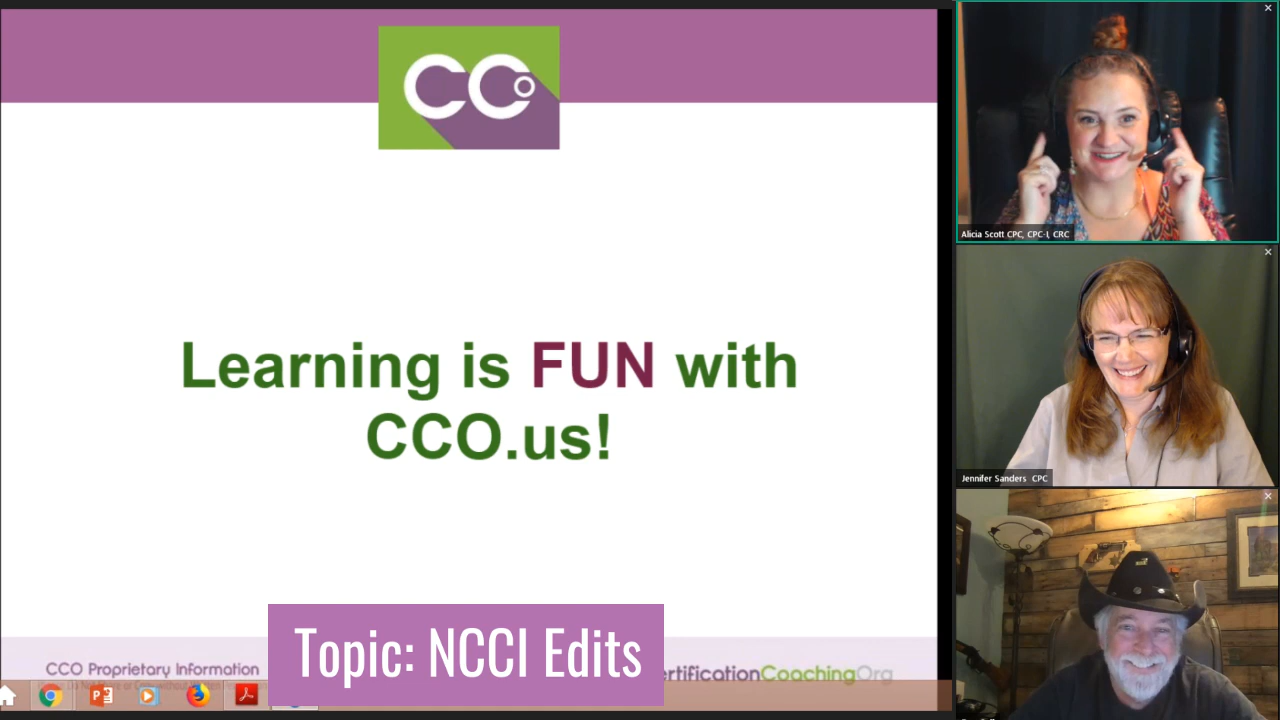 CCO
Learning is FUN with
CCO.us!
Topic: NCCI Edits
CCO Proprietary Information
ertificationCoachingOrg
Alicia Scott CPC, CPC-I, CRC
Jennifer Sanders CPC